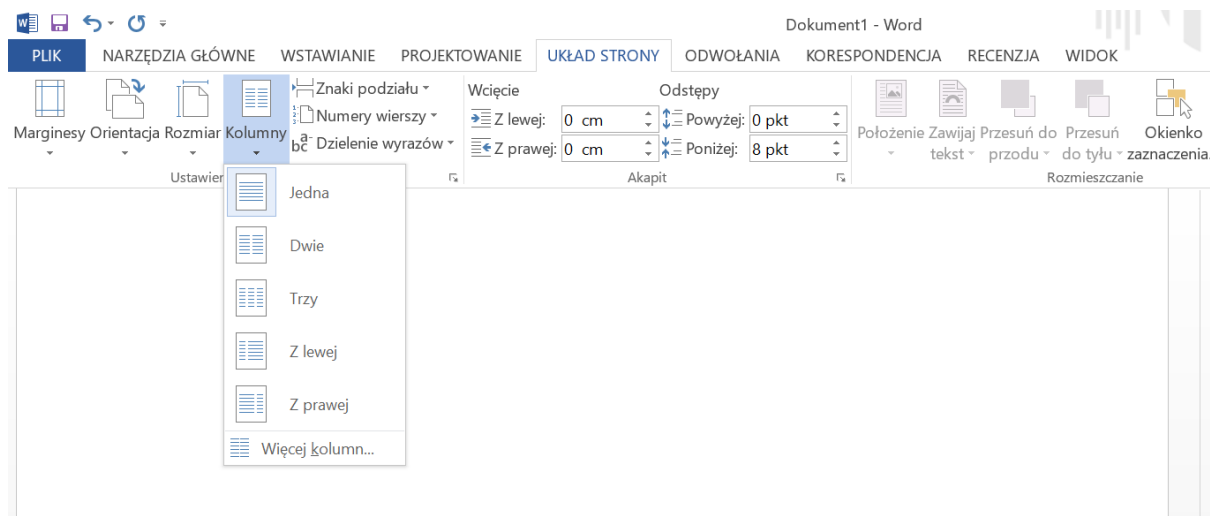 Dokument1 - Word
PLIK NARZĘDZIA GŁÓWNE WSTAWIANIE PROJEKTOWANIE UKŁAD STRONY ODWOŁANIA KORESPONDENCJA RECENZJA WIDOK
Marginesy
Orientacja
Rozmiar
Kolumny
Znaki podziału
Numery wierszy
Dzielenie wyrazów
Wcięcie
Z lewej: 0 cm
Z prawej: 0 cm
Odstępy
Powyżej: 0 pkt
Poniżej: 8 pkt
Akapit
Położenie
Zawijaj
tekst
Przesuń do
przodu
Przesuń
do tyłu
Okienko
zaznaczenia
Rozmieszczanie
Jedna
Dwie
Trzy
Z lewej
Z prawej
Więcej kolumn...